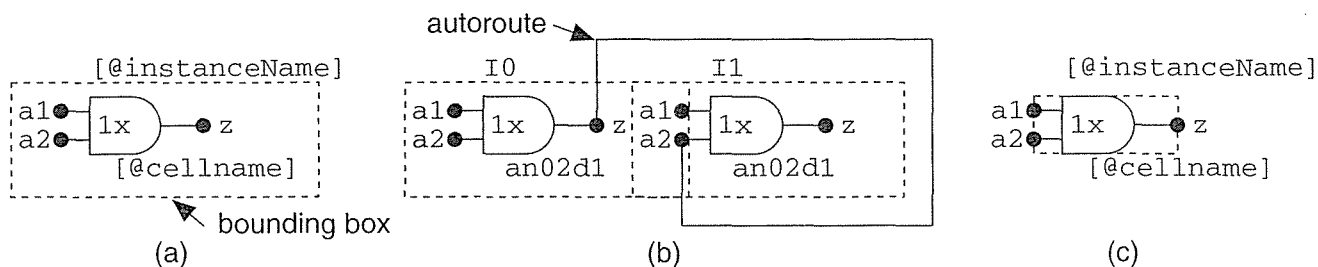 autoroute
[@instanceName]
a1
a2
1x
z
[@cellname]
bounding box
(a)
I0
a1
a2
1x
z
an02d1
I1
a1
a2
1x
z
an02d1
(b)
[@instanceName]
a1
a2
1x
z
[@cellname]
(c)